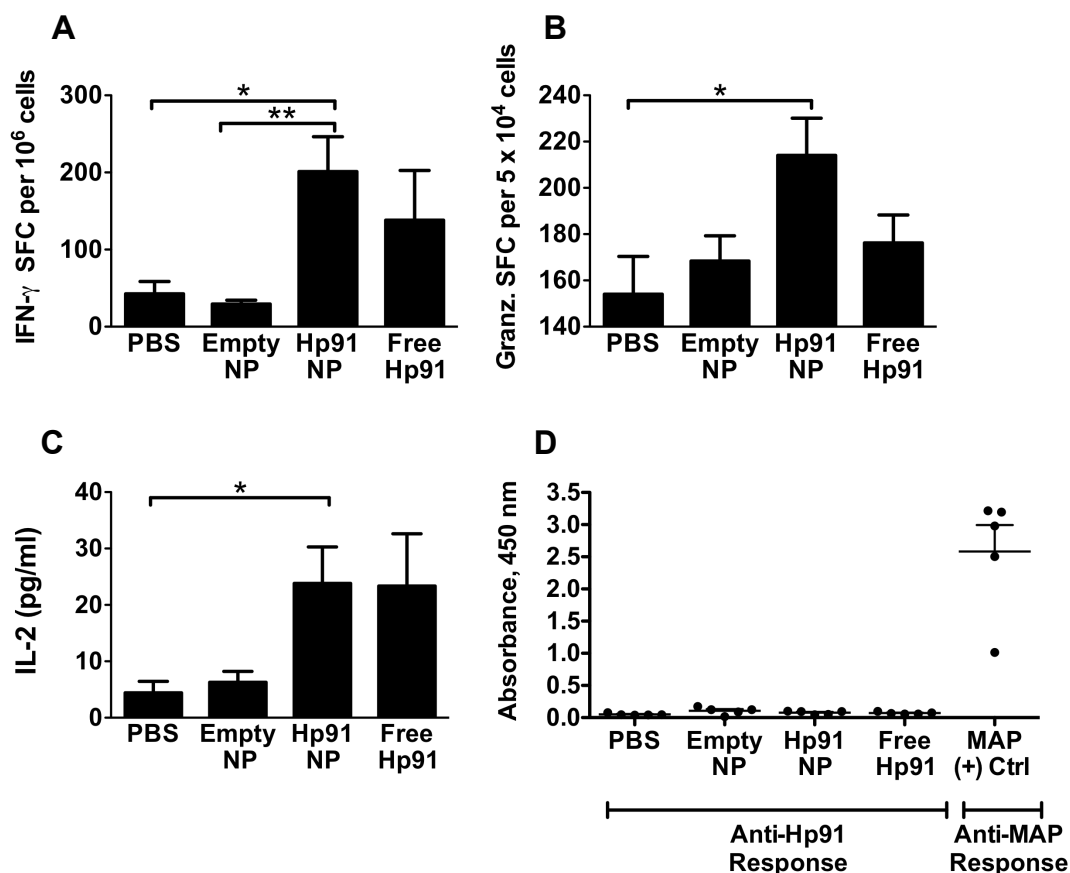 A
IFN-γ SFC per 10⁶ cells
300
200
100
0
*
**
PBS
Empty
NP
Hp91
NP
Free
Hp91
B
Granz. SFC per 5 x 10⁴ cells
240
220
200
180
160
140
*
PBS
Empty
NP
Hp91
NP
Free
Hp91
C
IL-2 (pg/ml)
40
30
20
10
0
*
PBS
Empty
NP
Hp91
NP
Free
Hp91
D
Absorbance, 450 nm
3.5
3.0
2.5
2.0
1.5
1.0
0.5
0.0
PBS
Empty
NP
Hp91
NP
Free
Hp91
MAP
(+) Ctrl
Anti-Hp91
Response
Anti-MAP
Response